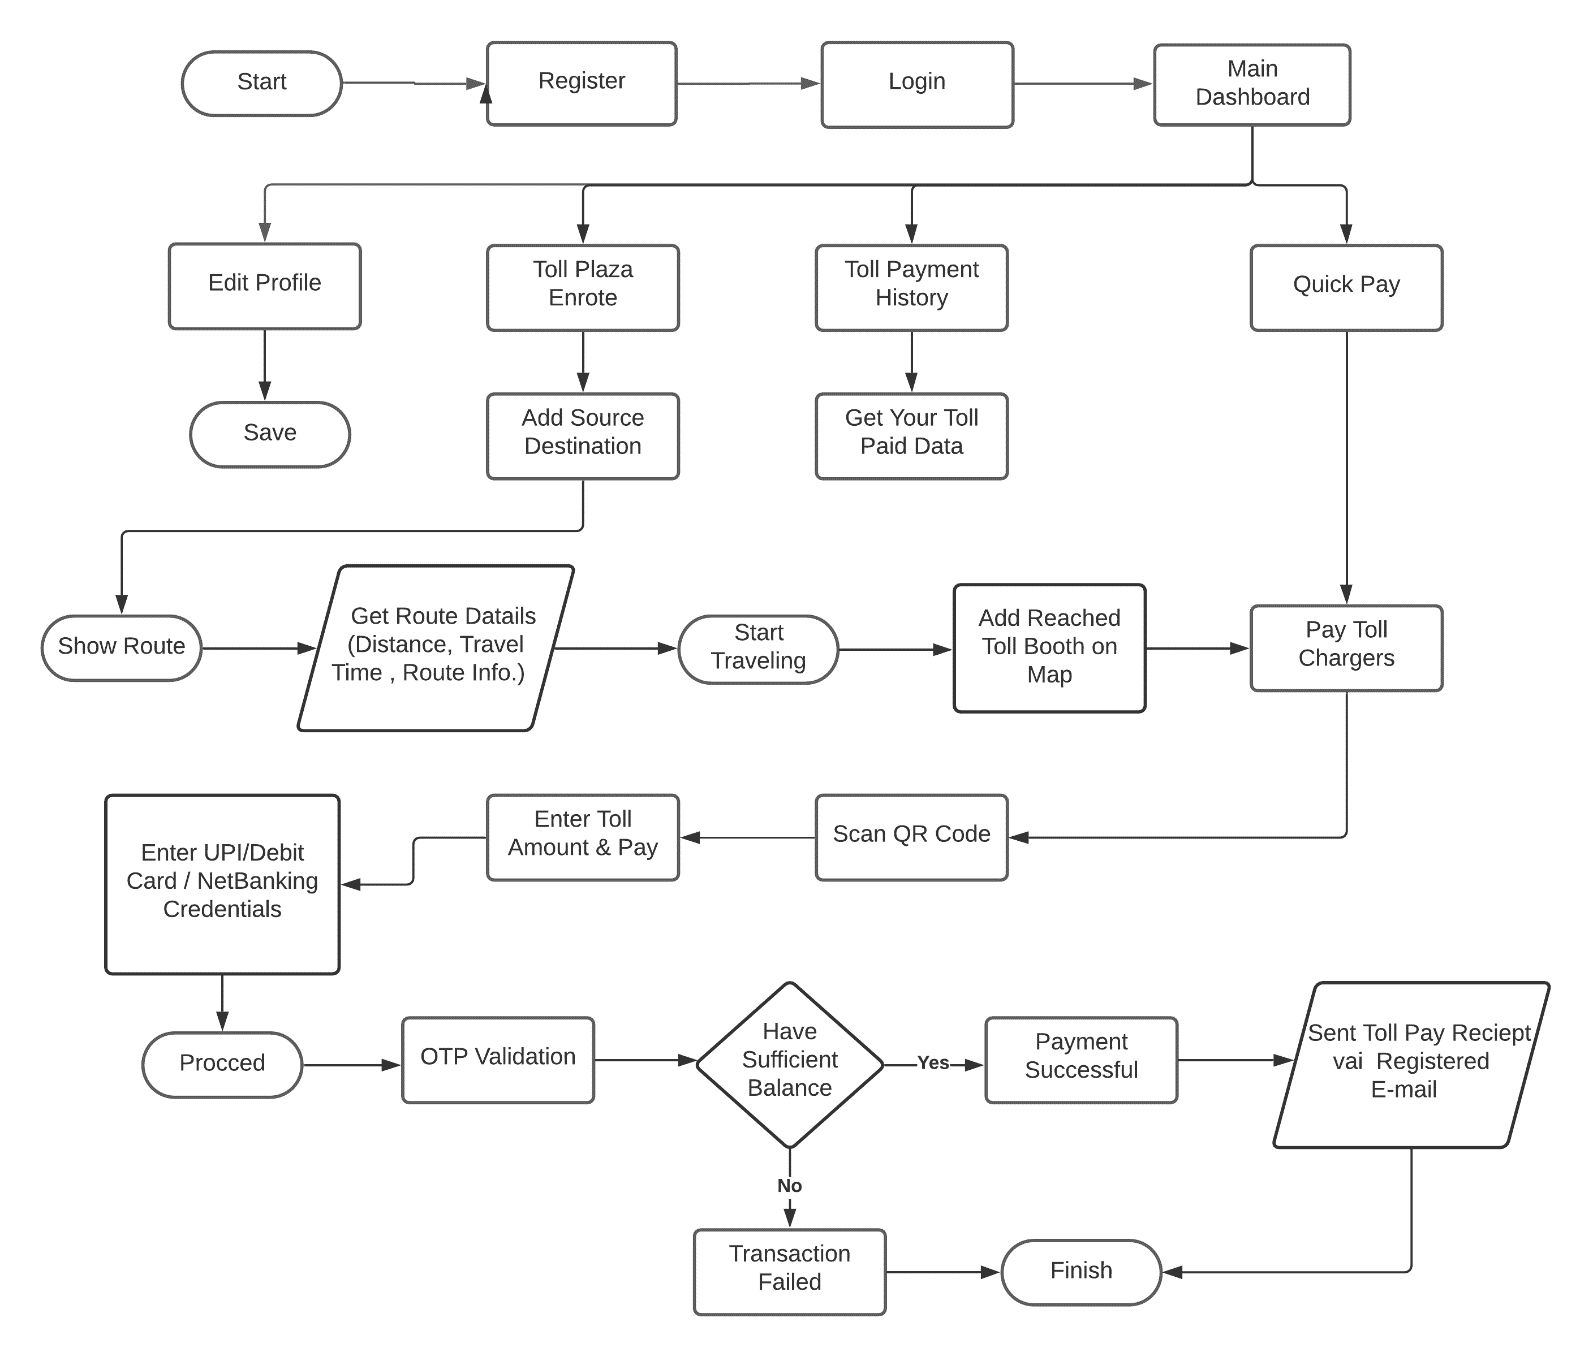 Start
Register
Login
Main
Dashboard
Edit Profile
Toll Plaza
Enrote
Toll Payment
History
Quick Pay
Save
Add Source
Destination
Get Your Toll
Paid Data
Show Route
Get Route Datails
(Distance, Travel
Time , Route Info.)
Start
Traveling
Add Reached
Toll Booth on
Map
Pay Toll
Chargers
Enter UPI/Debit
Card / NetBanking
Credentials
Enter Toll
Amount & Pay
Scan QR Code
Procced
OTP Validation
Have
Sufficient
Balance
Yes
Payment
Successful
Sent Toll Pay Reciept
vai Registered
E-mail
No
Transaction
Failed
Finish